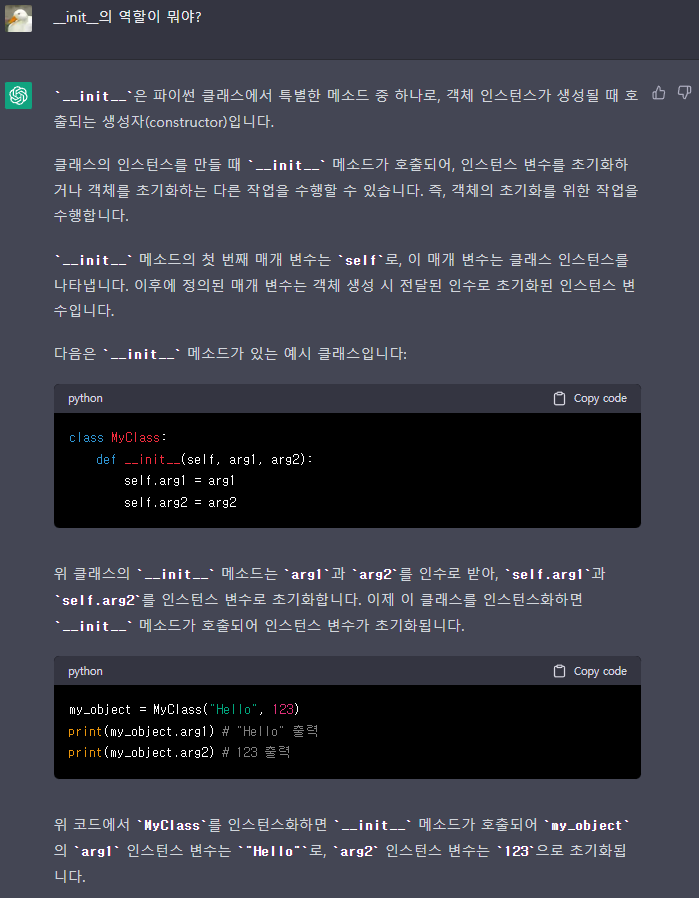 __init__의 역할이 뭐야?
`__init__`은 파이썬 클래스에서 특별한 메소드 중 하나로, 객체 인스턴스가 생성될 때 호
출되는 생성자(constructor)입니다.
클래스의 인스턴스를 만들 때 `__init__` 메소드가 호출되어, 인스턴스 변수를 초기화하
거나 객체를 초기화하는 다른 작업을 수행할 수 있습니다. 즉, 객체의 초기화를 위한 작업을
수행합니다.
`__init__` 메소드의 첫 번째 매개 변수는 `self`로, 이 매개 변수는 클래스 인스턴스를
나타냅니다. 이후에 정의된 매개 변수는 객체 생성 시 전달된 인수로 초기화된 인스턴스 변
수입니다.
다음은 `__init__` 메소드가 있는 예시 클래스입니다:
python Copy code
class MyClass:
    def __init__(self, arg1, arg2):
        self.arg1 = arg1
        self.arg2 = arg2
위 클래스의 `__init__` 메소드는 `arg1`과 `arg2`를 인수로 받아, `self.arg1`과
`self.arg2`를 인스턴스 변수로 초기화합니다. 이제 이 클래스를 인스턴스화하면
`__init__` 메소드가 호출되어 인스턴스 변수가 초기화됩니다.
python Copy code
my_object = MyClass("Hello", 123)
print(my_object.arg1) # "Hello" 출력
print(my_object.arg2) # 123 출력
위 코드에서 `MyClass`를 인스턴스화하면 `__init__` 메소드가 호출되어 `my_object`
의 `arg1` 인스턴스 변수는 `"Hello"`로, `arg2` 인스턴스 변수는 `123`으로 초기화됩
니다.